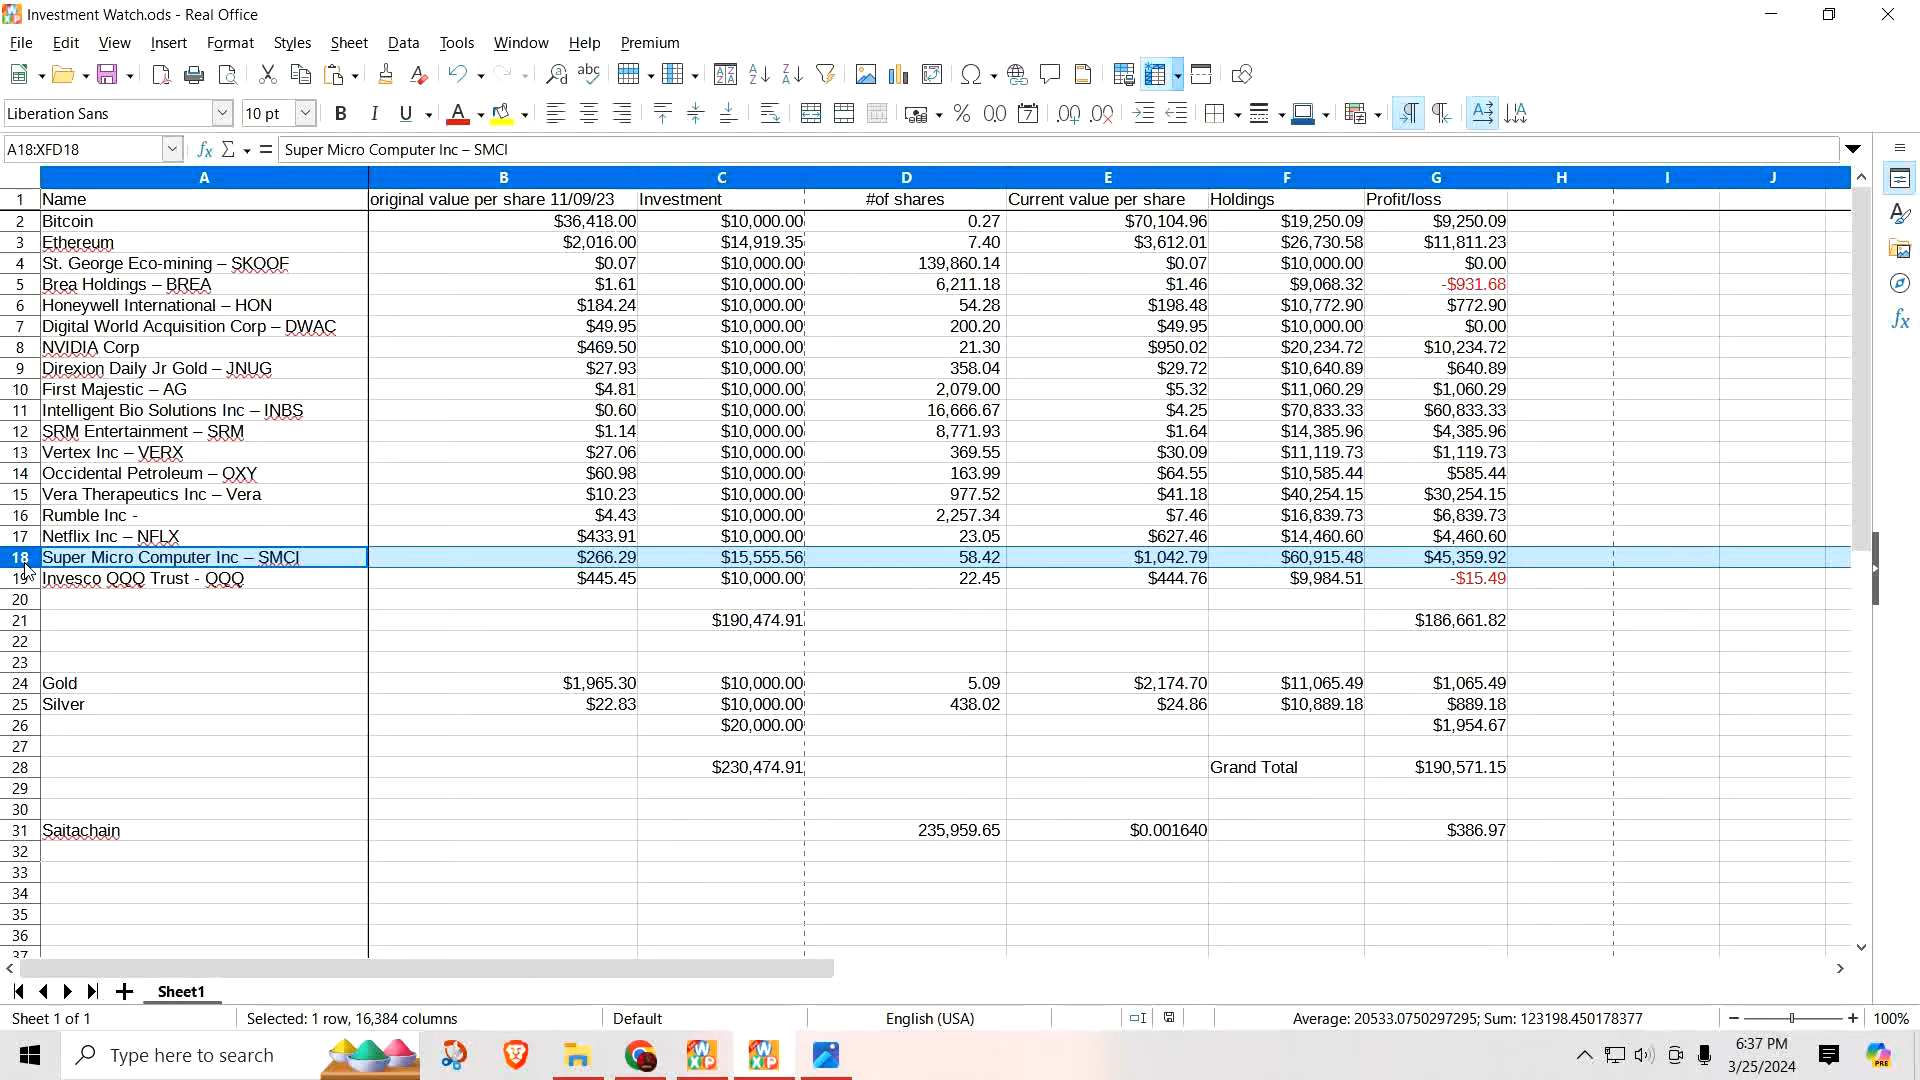 Investment Watch.ods - Real Office
File Edit View Insert Format Styles Sheet Data Tools Window Help Premium
Liberation Sans 10 pt
A18:XFD18 Super Micro Computer Inc – SMCI
A B C D E F G H I J
1 Name original value per share 11/09/23 Investment #of shares Current value per share Holdings Profit/loss
2 Bitcoin $36,418.00 $10,000.00 0.27 $70,104.96 $19,250.09 $9,250.09
3 Ethereum $2,016.00 $14,919.35 7.40 $3,612.01 $26,730.58 $11,811.23
4 St. George Eco-mining – SKOOF $0.07 $10,000.00 139,860.14 $0.07 $10,000.00 $0.00
5 Brea Holdings – BREA $1.61 $10,000.00 6,211.18 $1.46 $9,068.32 -$931.68
6 Honeywell International – HON $184.24 $10,000.00 54.28 $198.48 $10,772.90 $772.90
7 Digital World Acquisition Corp – DWAC $49.95 $10,000.00 200.20 $49.95 $10,000.00 $0.00
8 NVIDIA Corp $469.50 $10,000.00 21.30 $950.02 $20,234.72 $10,234.72
9 Direxion Daily Jr Gold – JNUG $27.93 $10,000.00 358.04 $29.72 $10,640.89 $640.89
10 First Majestic – AG $4.81 $10,000.00 2,079.00 $5.32 $11,060.29 $1,060.29
11 Intelligent Bio Solutions Inc – INBS $0.60 $10,000.00 16,666.67 $4.25 $70,833.33 $60,833.33
12 SRM Entertainment – SRM $1.14 $10,000.00 8,771.93 $1.64 $14,385.96 $4,385.96
13 Vertex Inc – VERX $27.06 $10,000.00 369.55 $30.09 $11,119.73 $1,119.73
14 Occidental Petroleum – OXY $60.98 $10,000.00 163.99 $64.55 $10,585.44 $585.44
15 Vera Therapeutics Inc – Vera $10.23 $10,000.00 977.52 $41.18 $40,254.15 $30,254.15
16 Rumble Inc - $4.43 $10,000.00 2,257.34 $7.46 $16,839.73 $6,839.73
17 Netflix Inc – NFLX $433.91 $10,000.00 23.05 $627.46 $14,460.60 $4,460.60
18 Super Micro Computer Inc – SMCI $266.29 $15,555.56 58.42 $1,042.79 $60,915.48 $45,359.92
19 Invesco QQQ Trust - QQQ $445.45 $10,000.00 22.45 $444.76 $9,984.51 -$15.49
20
21 $190,474.91 $186,661.82
22
23
24 Gold $1,965.30 $10,000.00 5.09 $2,174.70 $11,065.49 $1,065.49
25 Silver $22.83 $10,000.00 438.02 $24.86 $10,889.18 $889.18
26 $20,000.00 $1,954.67
27
28 $230,474.91 Grand Total $190,571.15
29
30
31 Saitachain 235,959.65 $0.001640 $386.97
32
33
34
35
36
37
Sheet1
Sheet 1 of 1 Selected: 1 row, 16,384 columns Default English (USA) Average: 20533.0750297295; Sum: 123198.450178377 100%
Type here to search 6:37 PM
3/25/2024